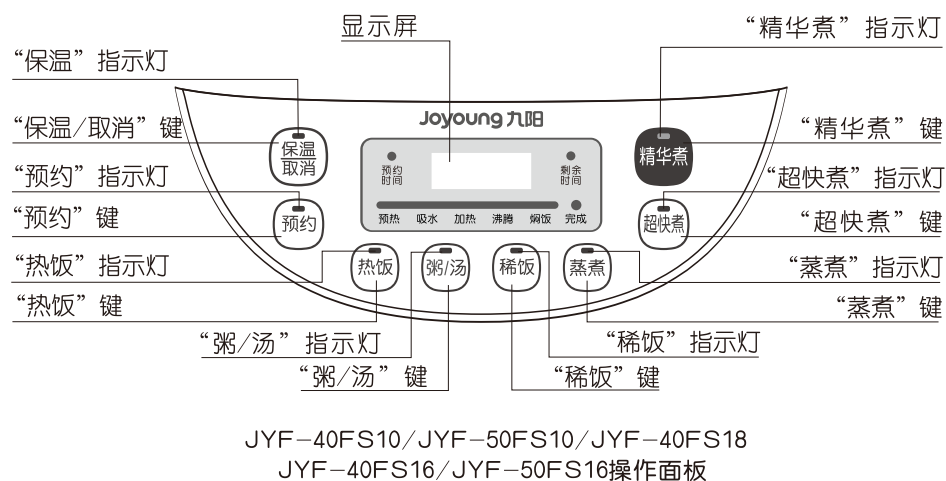 显示屏
“精华煮”指示灯
“保温”指示灯
“保温/取消”键
“精华煮”键
“预约”指示灯
“超快煮”指示灯
“预约”键
“超快煮”键
“热饭”指示灯
“蒸煮”指示灯
“热饭”键
“蒸煮”键
“粥/汤”指示灯
“稀饭”指示灯
“粥/汤”键
“稀饭”键
Joyoung 九阳
保温
取消
预约
时间
剩余
时间
精华煮
预约
预热 吸水 加热 沸腾 焖饭 完成
超快煮
热饭
粥/汤
稀饭
蒸煮
JYF-40FS10/JYF-50FS10/JYF-40FS18
JYF-40FS16/JYF-50FS16操作面板